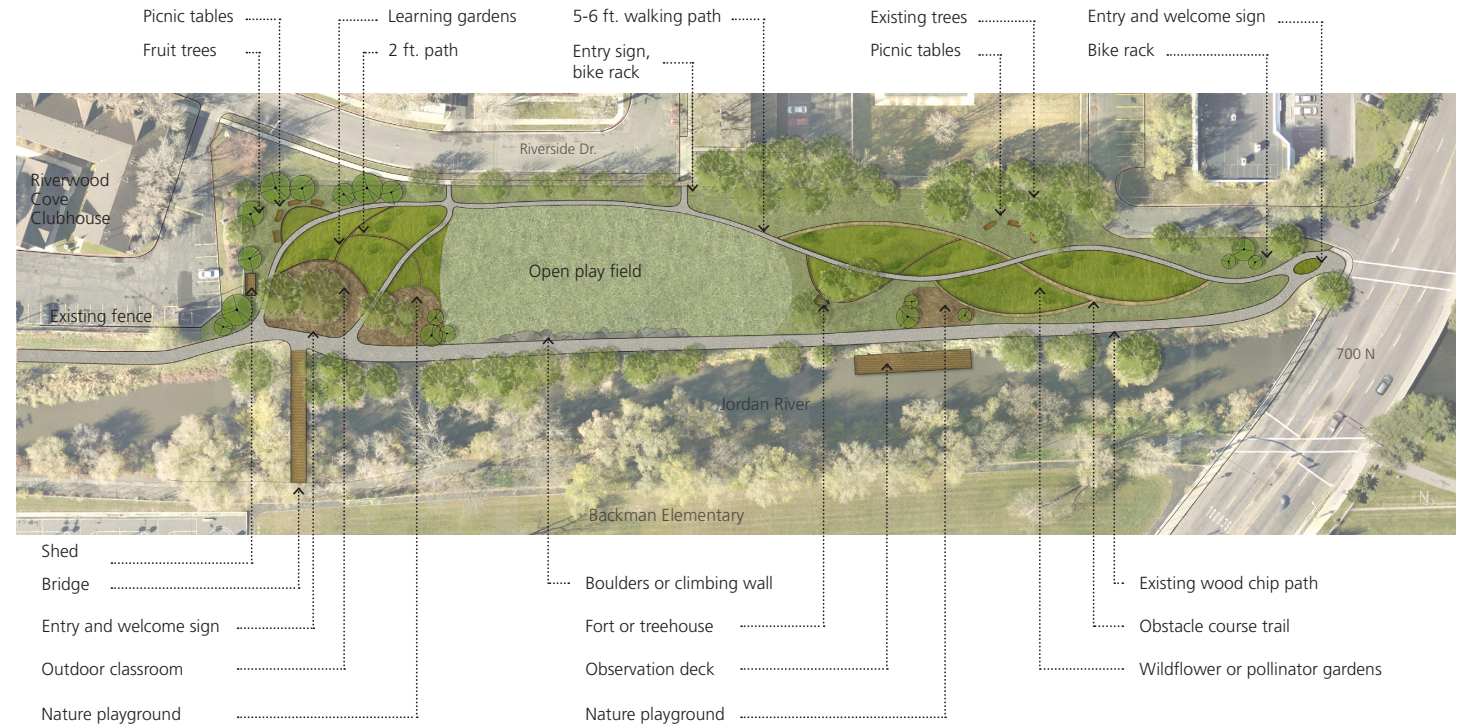 Picnic tables
Learning gardens
5-6 ft. walking path
Existing trees
Entry and welcome sign
Fruit trees
2 ft. path
Entry sign,
bike rack
Picnic tables
Bike rack
Riverside Dr.
Riverwood
Cove
Clubhouse
Open play field
Existing fence
700 N
Jordan River
N.
Backman Elementary
Shed
Bridge
Boulders or climbing wall
Existing wood chip path
Entry and welcome sign
Fort or treehouse
Obstacle course trail
Outdoor classroom
Observation deck
Wildflower or pollinator gardens
Nature playground
Nature playground